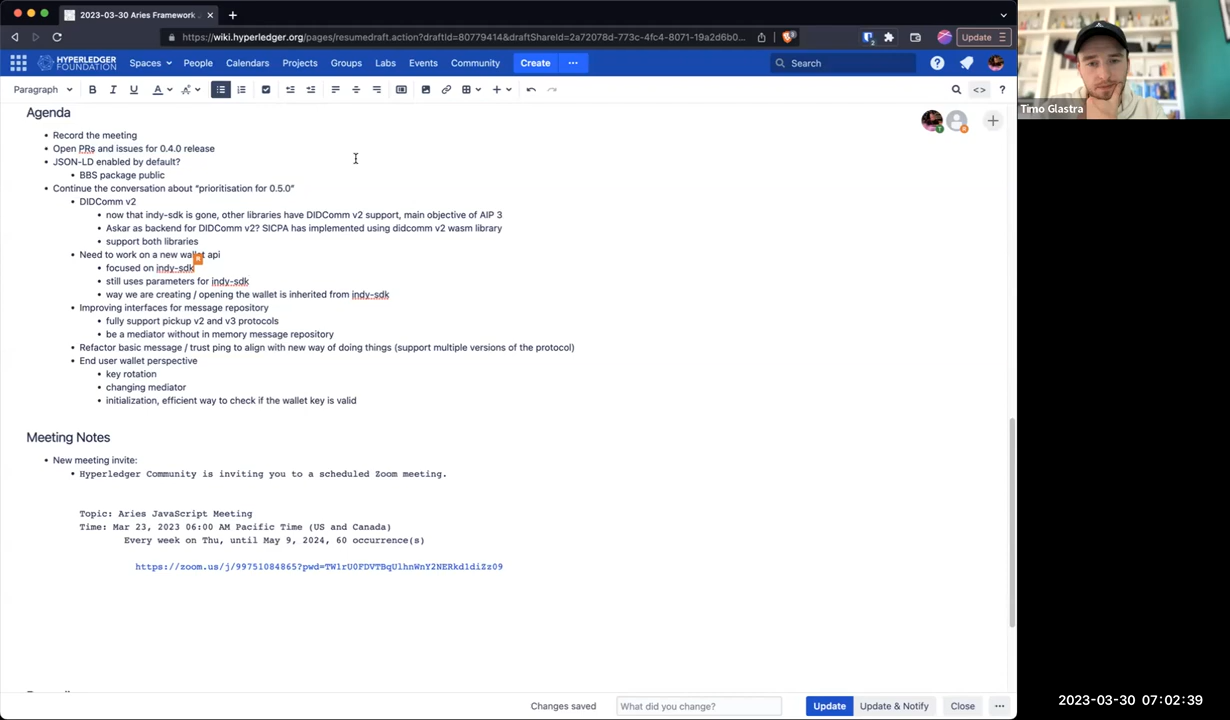 2023-03-30 Aries Framework
https://wiki.hyperledger.org/pages/resumedraft.action?draftId=80779414&draftShareId=2a72078d-773c-4fc4-8071-19a2d6b0...
Update
HYPERLEDGER
FOUNDATION
Spaces
People
Calendars
Projects
Groups
Labs
Events
Community
Create
Search
Paragraph
B
I
U
A
Agenda
• Record the meeting
• Open PRs and issues for 0.4.0 release
• JSON-LD enabled by default?
• BBS package public
• Continue the conversation about “prioritisation for 0.5.0”
• DIDComm v2
• now that indy-sdk is gone, other libraries have DIDComm v2 support, main objective of AIP 3
• Askar as backend for DIDComm v2? SICPA has implemented using didcomm v2 wasm library
• support both libraries
• Need to work on a new wallet api
• focused on indy-sdk
• still uses parameters for indy-sdk
• way we are creating / opening the wallet is inherited from indy-sdk
• Improving interfaces for message repository
• fully support pickup v2 and v3 protocols
• be a mediator without in memory message repository
• Refactor basic message / trust ping to align with new way of doing things (support multiple versions of the protocol)
• End user wallet perspective
• key rotation
• changing mediator
• initialization, efficient way to check if the wallet key is valid
Meeting Notes
• New meeting invite:
• Hyperledger Community is inviting you to a scheduled Zoom meeting.
Topic: Aries JavaScript Meeting
Time: Mar 23, 2023 06:00 AM Pacific Time (US and Canada)
Every week on Thu, until May 9, 2024, 60 occurrence(s)
https://zoom.us/j/99751084865?pwd=TW1rU0FDVTBqUlhnWnY2NERkd1diZz09
Changes saved
What did you change?
Update
Update & Notify
Close
Timo Glastra
2023-03-30 07:02:39